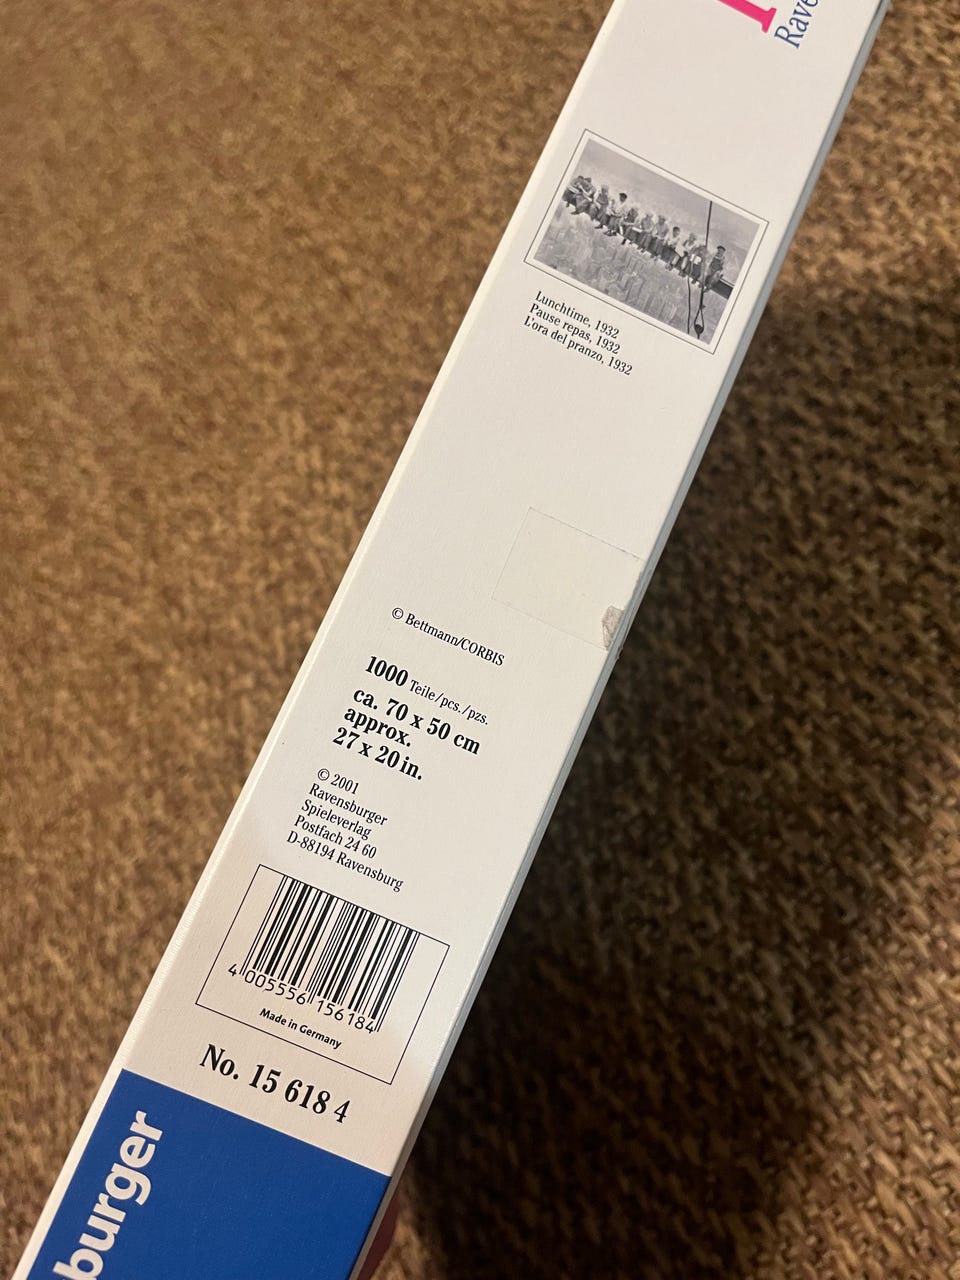 Lunchtime, 1932
Pause repas, 1932
L'ora del pranzo, 1932
© Bettmann/CORBIS
1000 Teile/pcs./pzs.
ca. 70 x 50 cm
approx.
27 x 20 in.
© 2001
Ravensburger
Spieleverlag
Postfach 24 60
D-88194 Ravensburg
4 005556 156184
Made in Germany
No. 15 618 4
burger